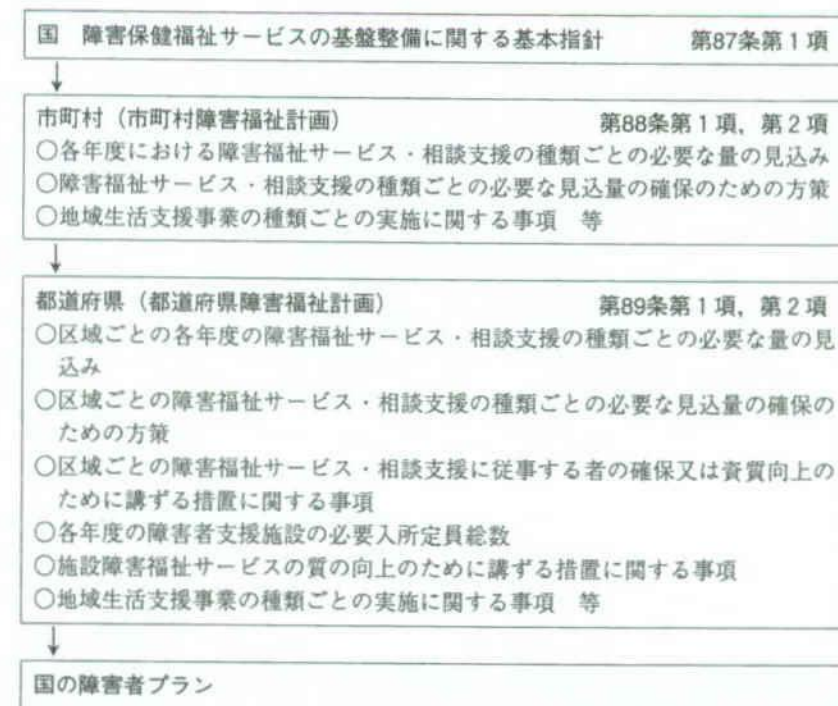 国　障害保健福祉サービスの基盤整備に関する基本指針　　第87条第１項
市町村（市町村障害福祉計画）　　第88条第１項，第２項
○各年度における障害福祉サービス・相談支援の種類ごとの必要な量の見込み
○障害福祉サービス・相談支援の種類ごとの必要な見込量の確保のための方策
○地域生活支援事業の種類ごとの実施に関する事項　等
都道府県（都道府県障害福祉計画）　　第89条第１項，第２項
○区域ごとの各年度の障害福祉サービス・相談支援の種類ごとの必要な量の見
込み
○区域ごとの障害福祉サービス・相談支援の種類ごとの必要な見込量の確保の
ための方策
○区域ごとの障害福祉サービス・相談支援に従事する者の確保又は資質向上の
ために講ずる措置に関する事項
○各年度の障害者支援施設の必要入所定員総数
○施設障害福祉サービスの質の向上のために講ずる措置に関する事項
○地域生活支援事業の種類ごとの実施に関する事項　等
国の障害者プラン